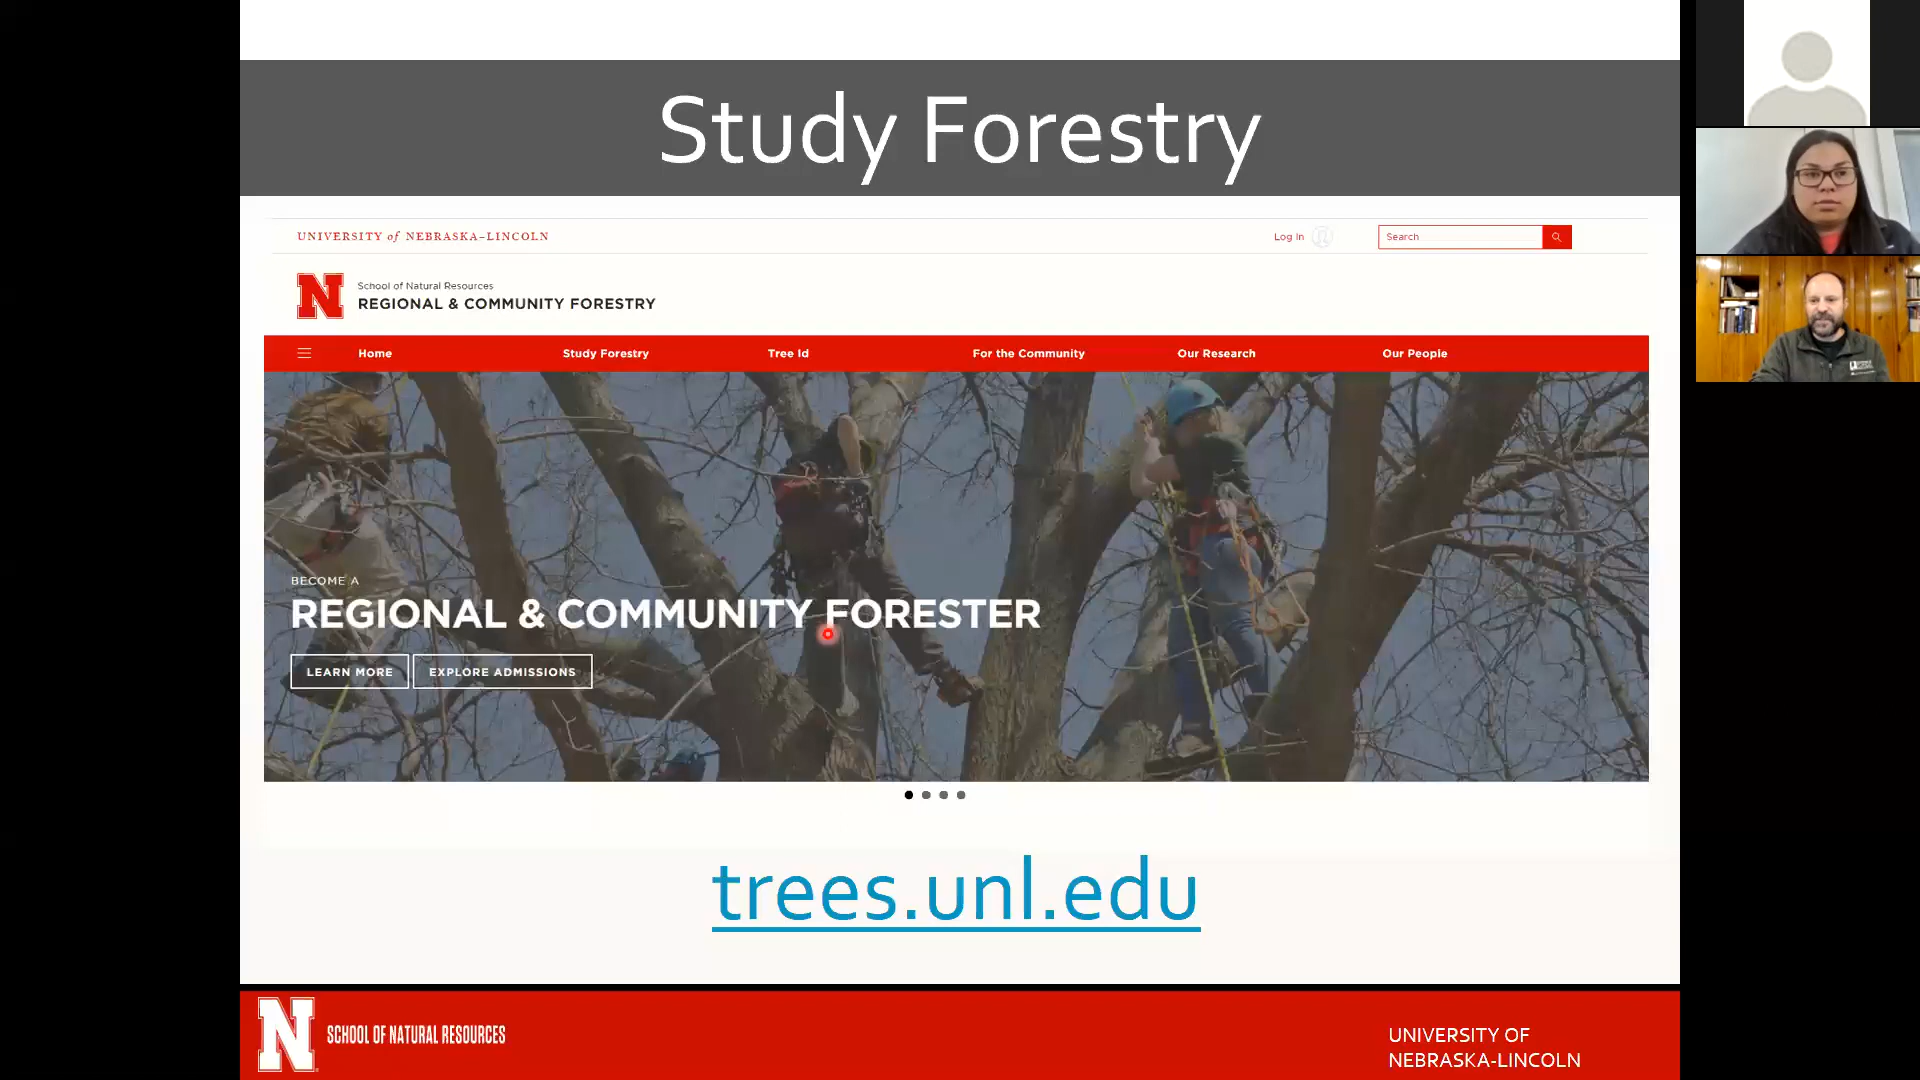 Study Forestry
UNIVERSITY of NEBRASKA–LINCOLN
Log In
Search
N
School of Natural Resources
REGIONAL & COMMUNITY FORESTRY
Home
Study Forestry
Tree Id
For the Community
Our Research
Our People
BECOME A
REGIONAL & COMMUNITY FORESTER
LEARN MORE
EXPLORE ADMISSIONS
trees.unl.edu
N
SCHOOL OF NATURAL RESOURCES
UNIVERSITY OF
NEBRASKA-LINCOLN